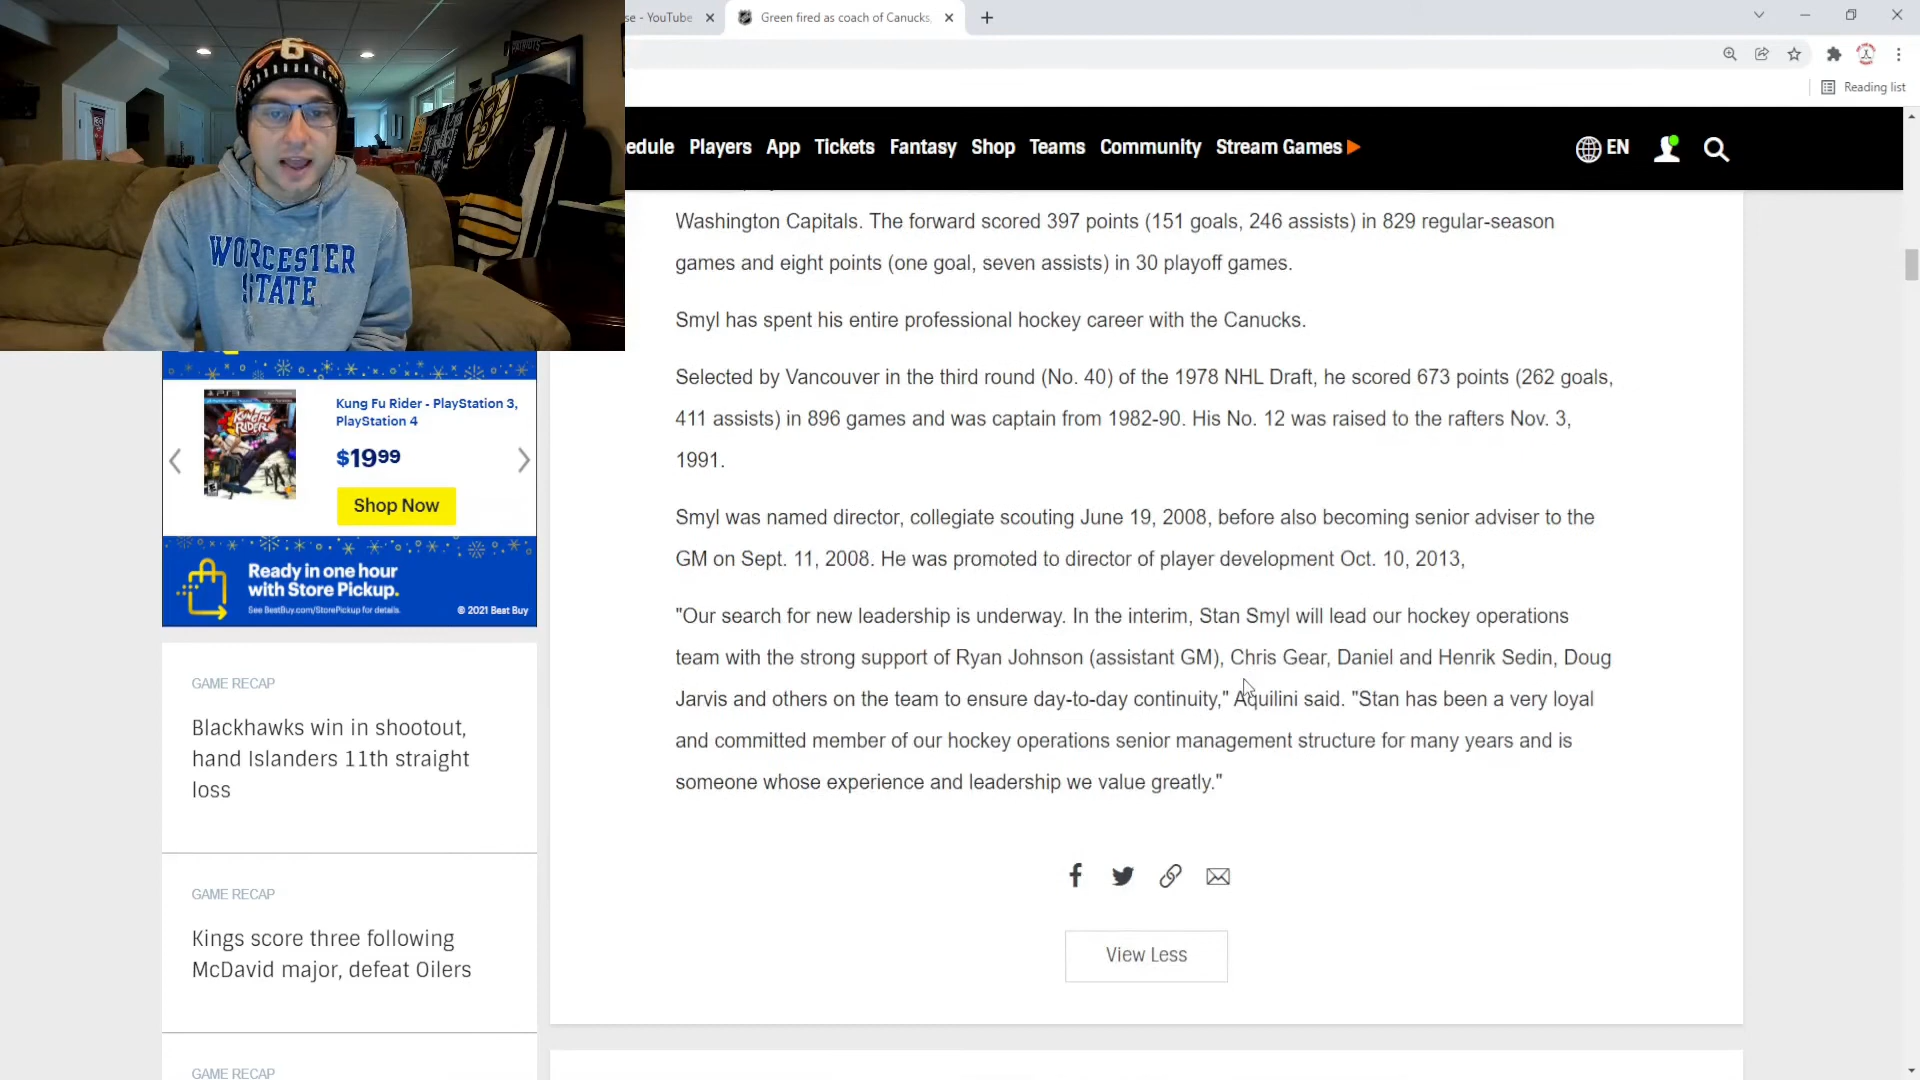 se - YouTube
Green fired as coach of Canucks,
Reading list
edule Players App Tickets Fantasy Shop Teams Community Stream Games EN
6
PATRIOTS
WORCESTER
STATE
Washington Capitals. The forward scored 397 points (151 goals, 246 assists) in 829 regular-season
games and eight points (one goal, seven assists) in 30 playoff games.
Smyl has spent his entire professional hockey career with the Canucks.
Selected by Vancouver in the third round (No. 40) of the 1978 NHL Draft, he scored 673 points (262 goals,
411 assists) in 896 games and was captain from 1982-90. His No. 12 was raised to the rafters Nov. 3,
1991.
Smyl was named director, collegiate scouting June 19, 2008, before also becoming senior adviser to the
GM on Sept. 11, 2008. He was promoted to director of player development Oct. 10, 2013,
"Our search for new leadership is underway. In the interim, Stan Smyl will lead our hockey operations
team with the strong support of Ryan Johnson (assistant GM), Chris Gear, Daniel and Henrik Sedin, Doug
Jarvis and others on the team to ensure day-to-day continuity," Aquilini said. "Stan has been a very loyal
and committed member of our hockey operations senior management structure for many years and is
someone whose experience and leadership we value greatly."
View Less
KUNG FU
RIDER
Kung Fu Rider - PlayStation 3,
PlayStation 4
$1999
Shop Now
Ready in one hour
with Store Pickup.
See BestBuy.com/StorePickup for details.
© 2021 Best Buy
GAME RECAP
Blackhawks win in shootout,
hand Islanders 11th straight
loss
GAME RECAP
Kings score three following
McDavid major, defeat Oilers
GAME RECAP